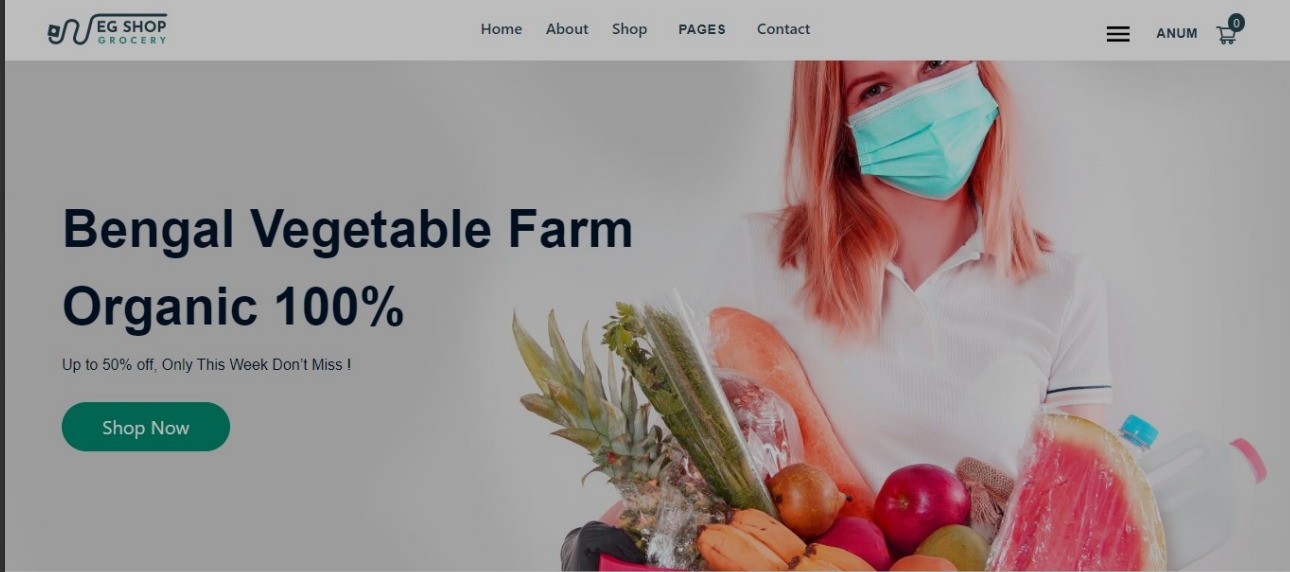 EG SHOP
GROCERY
Home About Shop PAGES Contact
ANUM 0
Bengal Vegetable Farm
Organic 100%
Up to 50% off, Only This Week Don't Miss !
Shop Now